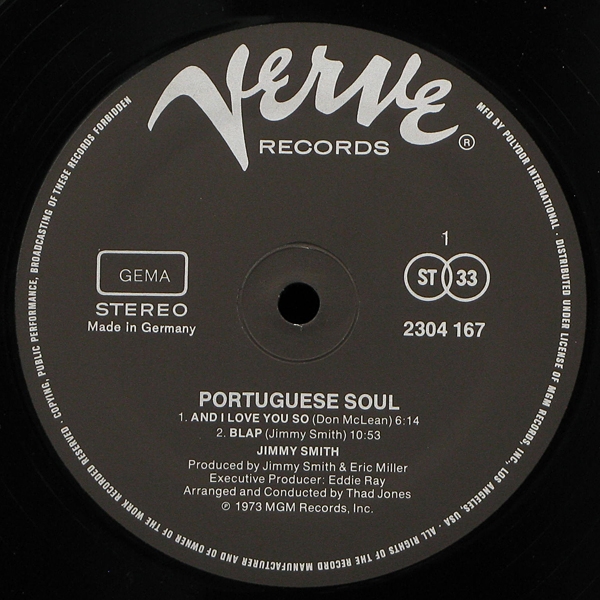 Verve
RECORDS ®
COPYING, PUBLIC PERFORMANCE, BROADCASTING OF THESE RECORDS FORBIDDEN
MFD BY POLYDOR INTERNATIONAL · DISTRIBUTED UNDER LICENSE OF MGM RECORDS, INC., LOS ANGELES, USA · ALL RIGHTS OF THE RECORD MANUFACTURER AND OF OWNER OF THE WORK RECORDED RESERVED ·
GEMA
STEREO
Made in Germany
1
ST 33
2304 167
PORTUGUESE SOUL
1. AND I LOVE YOU SO (Don McLean) 6:14
2. BLAP (Jimmy Smith) 10:53
JIMMY SMITH
Produced by Jimmy Smith & Eric Miller
Executive Producer: Eddie Ray
Arranged and Conducted by Thad Jones
℗ 1973 MGM Records, Inc.